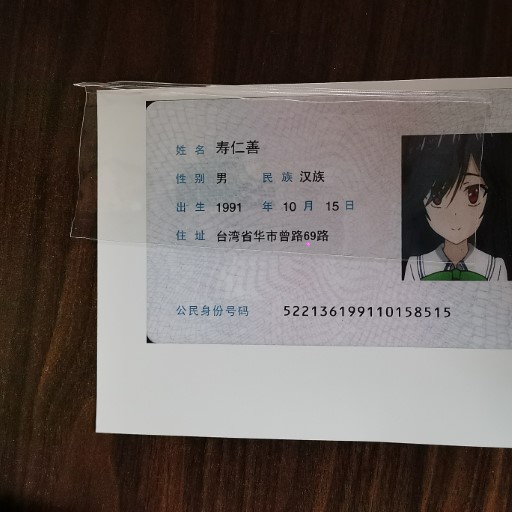 姓名 寿仁善
性别 男 民族 汉族
出生 1991 年 10 月 15 日
住址 台湾省华市曾路69路
公民身份号码 522136199110158515